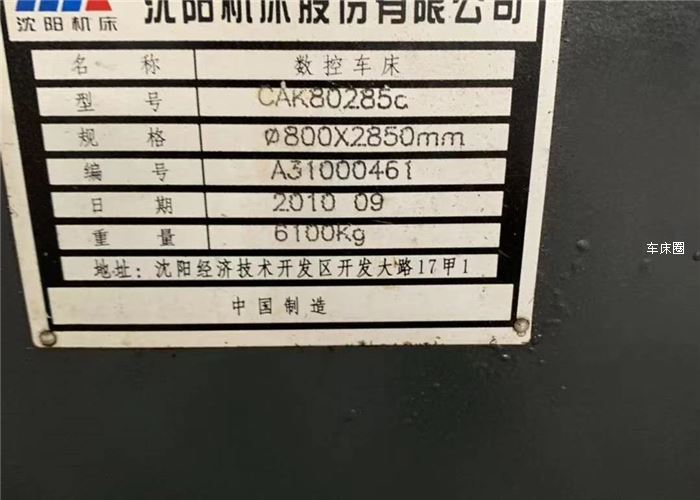 沈阳机床股份有限公司
沈阳机床
名 称 数控车床
型 号 CAK80285c
规 格 Φ800X2850mm
编 号 A31000461
日 期 2010 09
重 量 6100Kg
地址:沈阳经济技术开发区开发大路17甲1
中国制造
车床圈